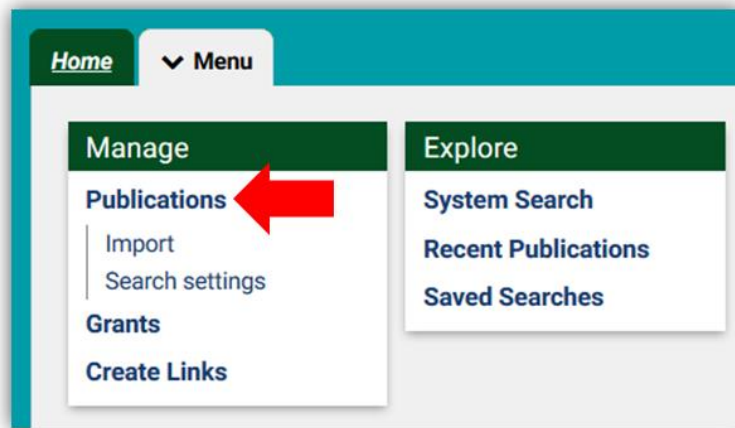 Home Menu
Manage
Publications
Import
Search settings
Grants
Create Links
Explore
System Search
Recent Publications
Saved Searches